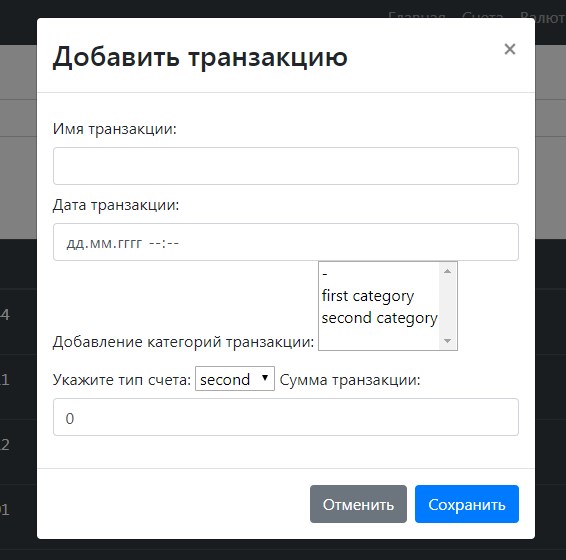 Главная Счета Валют
Добавить транзакцию ×
Имя транзакции:
Дата транзакции:
дд.мм.гггг --:--
-
first category
second category
Добавление категорий транзакции:
Укажите тип счета: second Сумма транзакции:
0
4
1
2
01
Отменить Сохранить